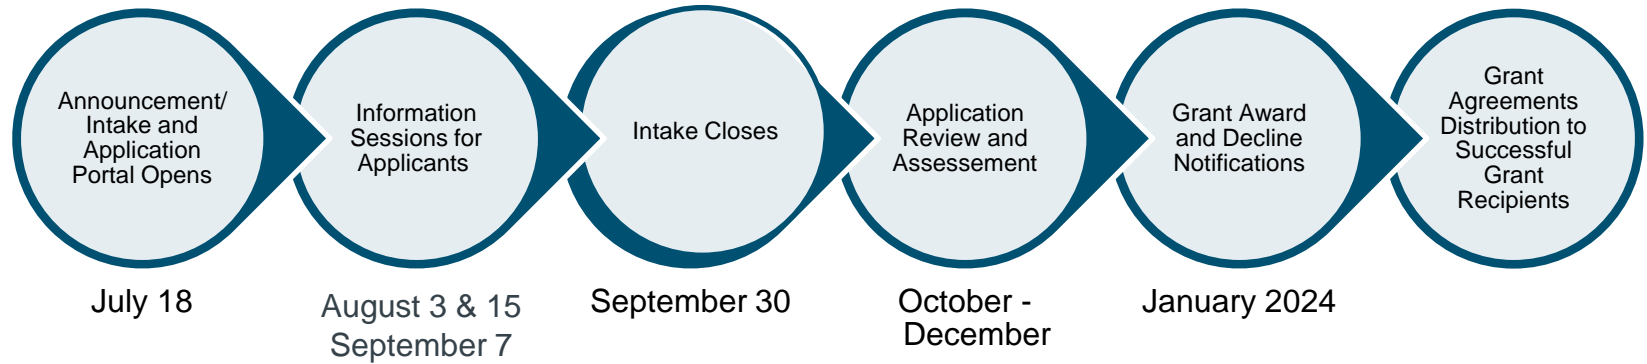 Announcement/
Intake and
Application
Portal Opens
Information
Sessions for
Applicants
Intake Closes
Application
Review and
Assessement
Grant Award
and Decline
Notifications
Grant
Agreements
Distribution to
Successful
Grant
Recipients
July 18
August 3 & 15
September 7
September 30
October -
December
January 2024